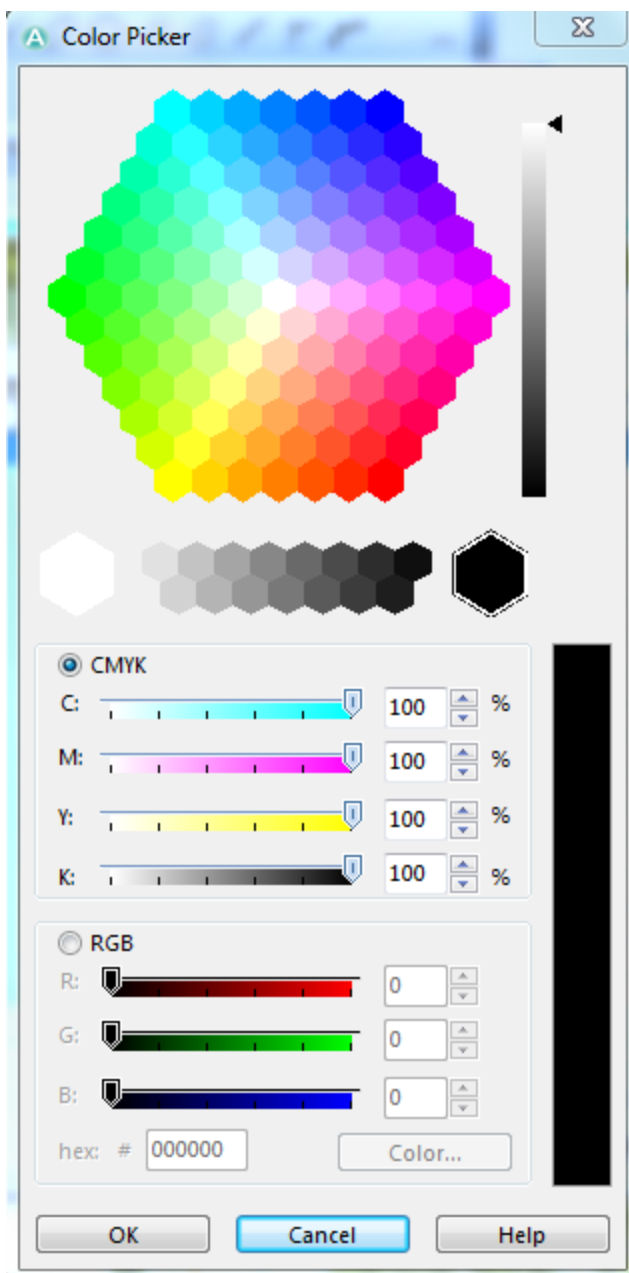 A Color Picker
CMYK
C: 100 %
M: 100 %
Y: 100 %
K: 100 %
RGB
R: 0
G: 0
B: 0
hex: # 000000 Color...
OK Cancel Help